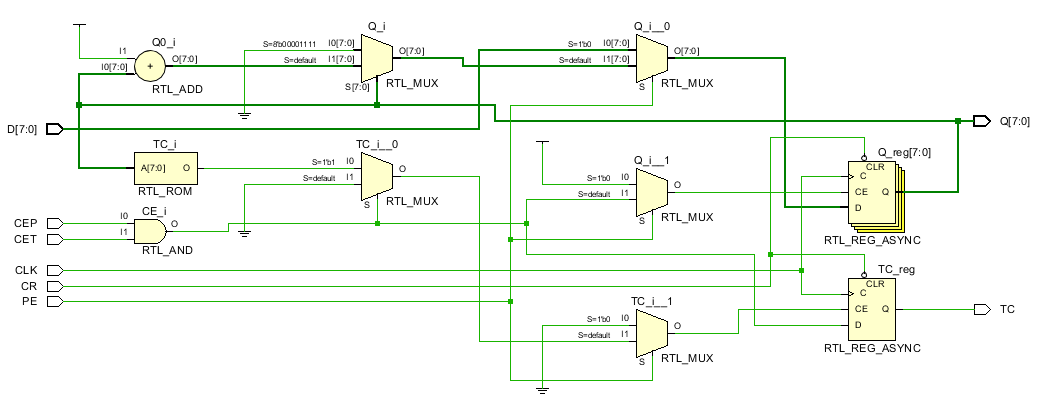 Q_i
Q_i__0
Q0_i
S=8'b00001111 I0[7:0]
O[7:0]
S=1'b0 I0[7:0]
O[7:0]
I1
O[7:0]
S=default I1[7:0]
S=default I1[7:0]
I0[7:0]
+
S[7:0]
RTL_MUX
S
RTL_MUX
RTL_ADD
D[7:0]
Q[7:0]
TC_i
TC_i__0
Q_i__1
Q_reg[7:0]
A[7:0] O
S=1'b1 I0
O
CLR
RTL_ROM
S=default I1
S=1'b0 I0
O
C
CE Q
S
RTL_MUX
S=default I1
D
CE_i
S
RTL_MUX
CEP
I0
O
CET
I1
RTL_AND
RTL_REG_ASYNC
CLK
TC_reg
CR
CLR
C
PE
TC_i__1
CE Q
TC
S=1'b0 I0
O
D
S=default I1
RTL_REG_ASYNC
S
RTL_MUX